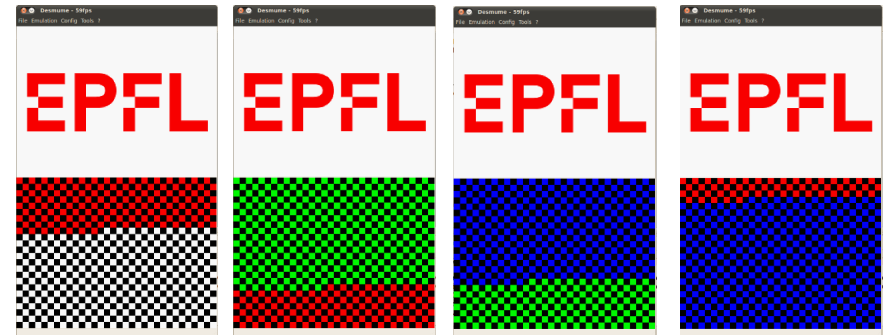 Desmume - 59fps
File Emulation Config Tools ?
EPFL
Desmume - 59fps
File Emulation Config Tools ?
EPFL
Desmume - 59fps
File Emulation Config Tools ?
EPFL
Desmume - 59fps
File Emulation Config Tools ?
EPFL